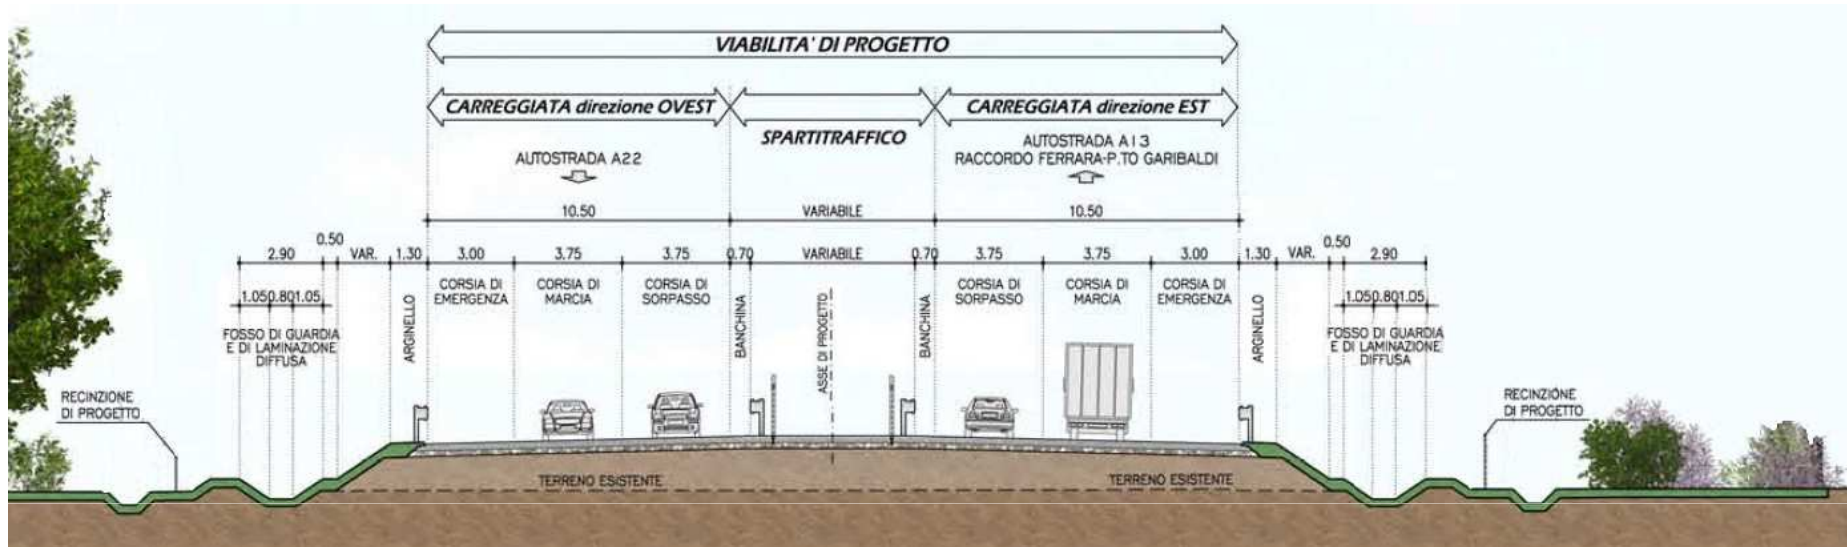 VIABILITA' DI PROGETTO
CARREGGIATA direzione OVEST
CARREGGIATA direzione EST
SPARTITRAFFICO
AUTOSTRADA A22
AUTOSTRADA A13
RACCORDO FERRARA-P.TO GARIBALDI
10.50 VARIABILE 10.50
2.90 0.50 VAR. 1.30 3.00 3.75 3.75 0.70 VARIABILE 0.70 3.75 3.75 3.00 1.30 VAR. 0.50 2.90
1.05 0.80 1.05
FOSSO DI GUARDIA
E DI LAMINAZIONE
DIFFUSA
ARGINELLO
CORSIA DI
EMERGENZA
CORSIA DI
MARCIA
CORSIA DI
SORPASSO
BANCHINA
ASSE DI PROGETTO
BANCHINA
CORSIA DI
SORPASSO
CORSIA DI
MARCIA
CORSIA DI
EMERGENZA
ARGINELLO
1.05 0.80 1.05
FOSSO DI GUARDIA
E DI LAMINAZIONE
DIFFUSA
RECINZIONE
DI PROGETTO
RECINZIONE
DI PROGETTO
TERRENO ESISTENTE
TERRENO ESISTENTE